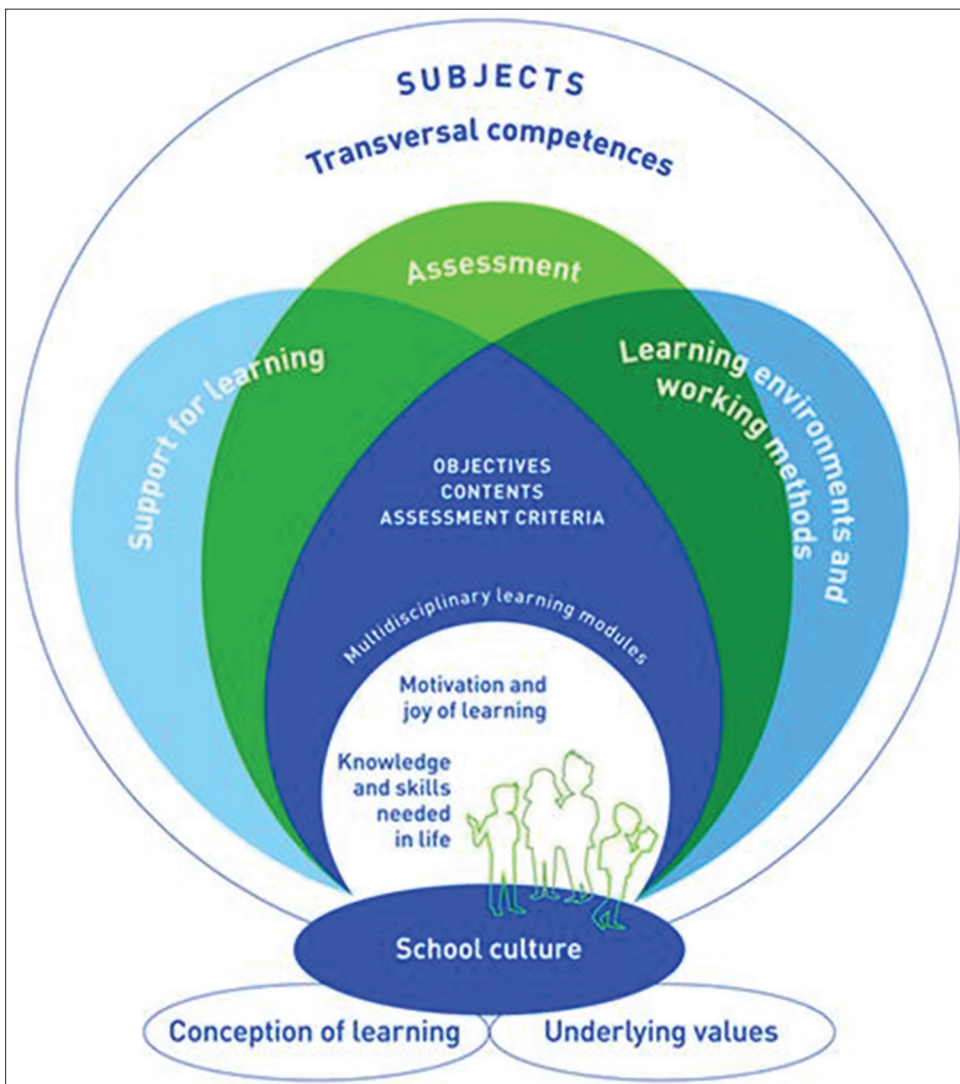 SUBJECTS
Transversal competences
Assessment
Support for learning
Learning environments and
working methods
OBJECTIVES
CONTENTS
ASSESSMENT CRITERIA
Multidisciplinary learning modules
Motivation and
joy of learning
Knowledge
and skills
needed
in life
School culture
Conception of learning
Underlying values